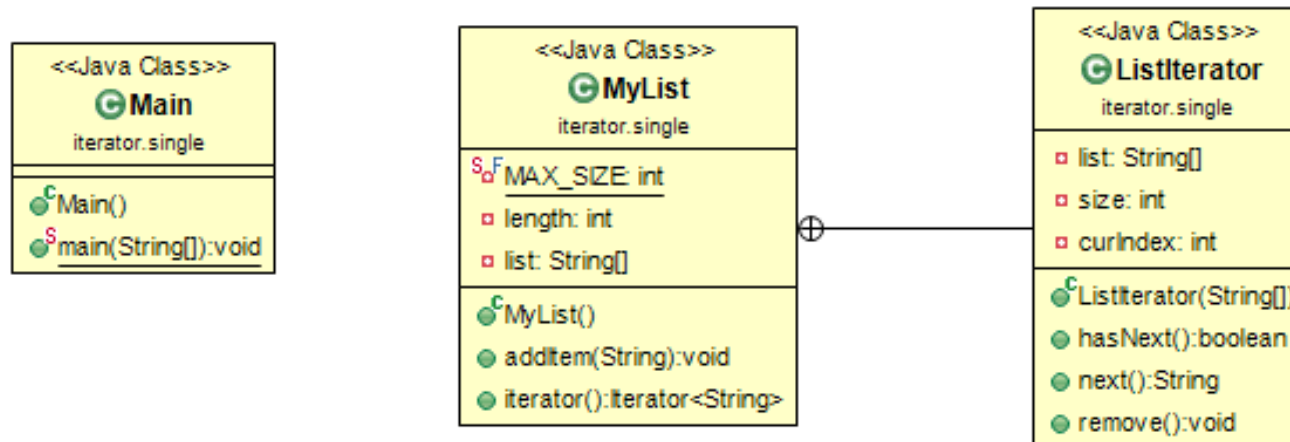 <<Java Class>>
C Main
iterator.single
C Main()
S main(String[]):void
<<Java Class>>
C MyList
iterator.single
S F MAX_SIZE: int
length: int
list: String[]
C MyList()
addItem(String):void
iterator():Iterator<String>
<<Java Class>>
C ListIterator
iterator.single
list: String[]
size: int
curIndex: int
C ListIterator(String[])
hasNext():boolean
next():String
remove():void